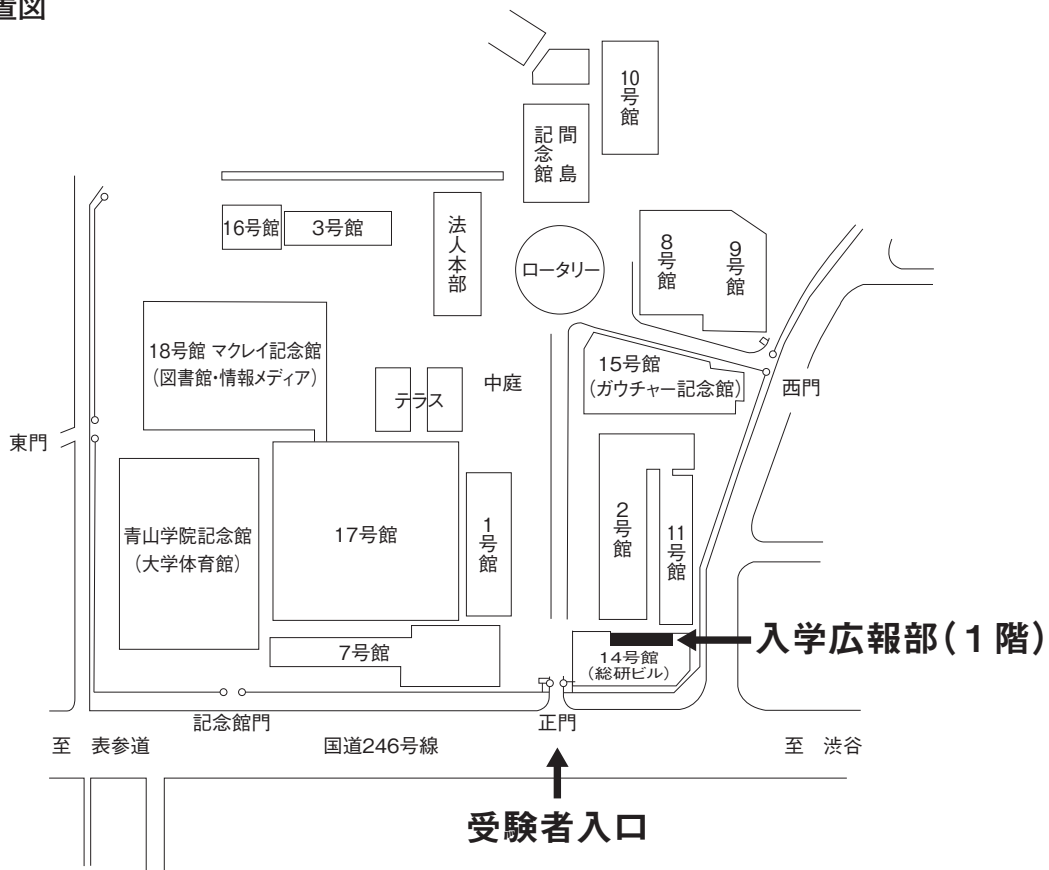 置図
10号館
間島
記念館
16号館
3号館
法人本部
ロータリー
8号館
9号館
18号館 マクレイ記念館
(図書館・情報メディア)
15号館
(ガウチャー記念館)
西門
テラス
中庭
東門
青山学院記念館
(大学体育館)
17号館
1号館
2号館
11号館
入学広報部(1階)
7号館
14号館
(総研ビル)
記念館門
正門
至 表参道
国道246号線
至 渋谷
受験者入口